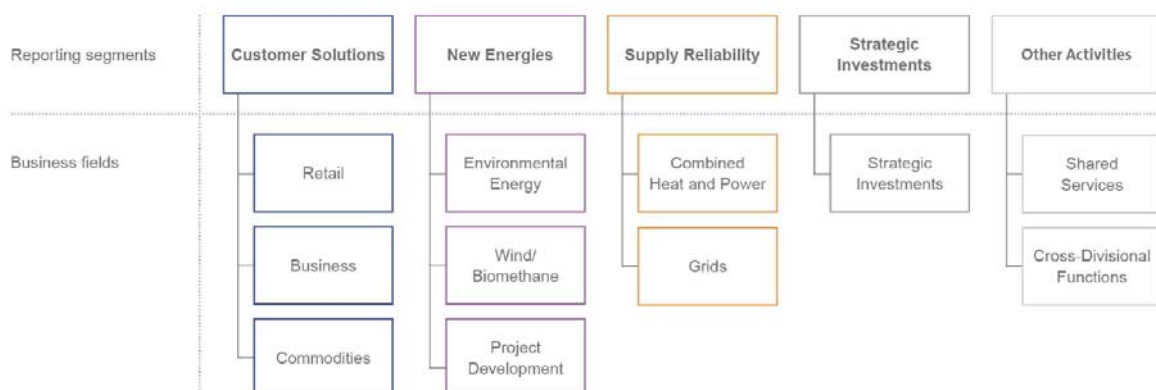 Reporting segments
Customer Solutions
New Energies
Supply Reliability
Strategic
Investments
Other Activities
Business fields
Retail
Environmental
Energy
Combined
Heat and Power
Strategic
Investments
Shared
Services
Business
Wind/
Biomethane
Grids
Cross-Divisional
Functions
Commodities
Project
Development